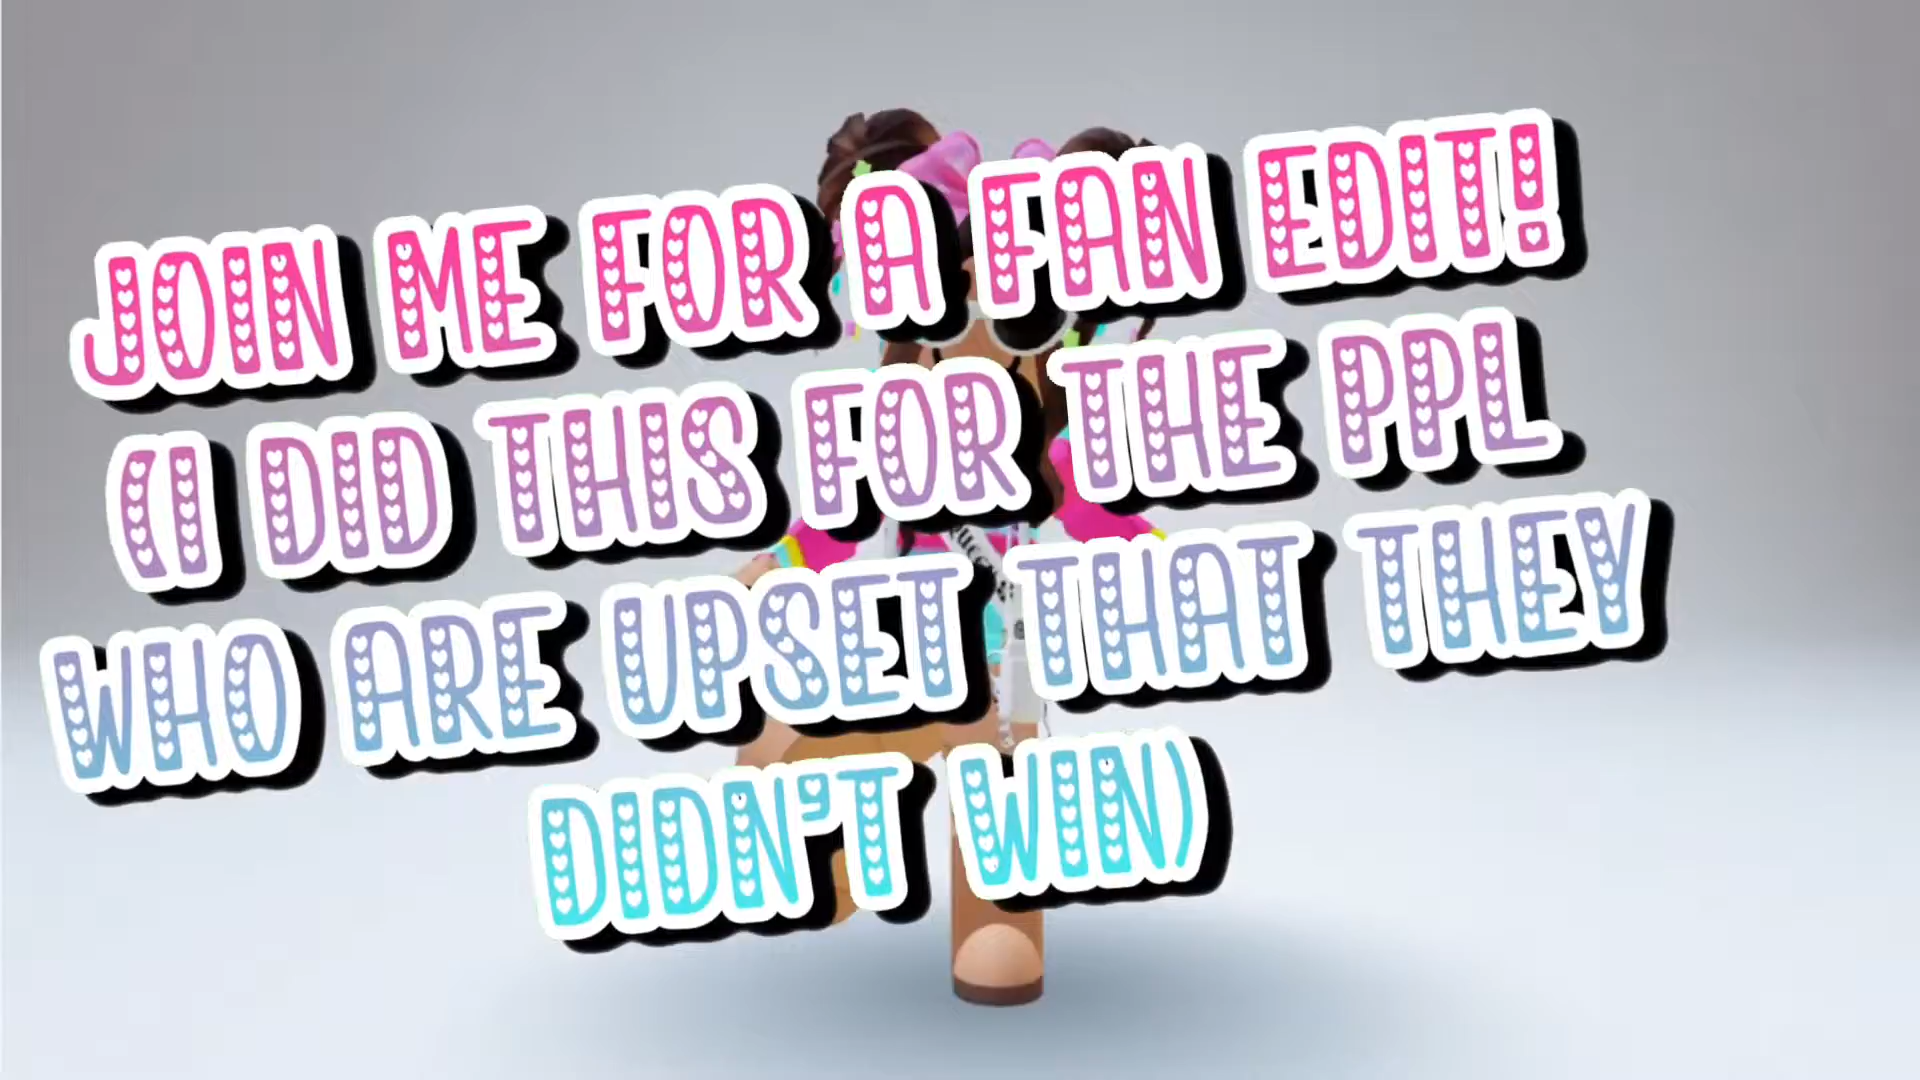 JOIN ME FOR A FAN EDIT!
(I DID THIS FOR THE PPL
WHO ARE UPSET THAT THEY
DIDN'T WIN)